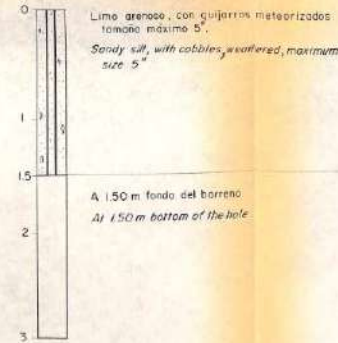 0
Limo arenoso, con guijarros meteorizados
tamaño máximo 5".
Sandy silt, with cobbles, weathered, maximum
size 5"
1
1.5
A 1.50 m fondo del barreno
At 1.50 m bottom of the hole
2
3